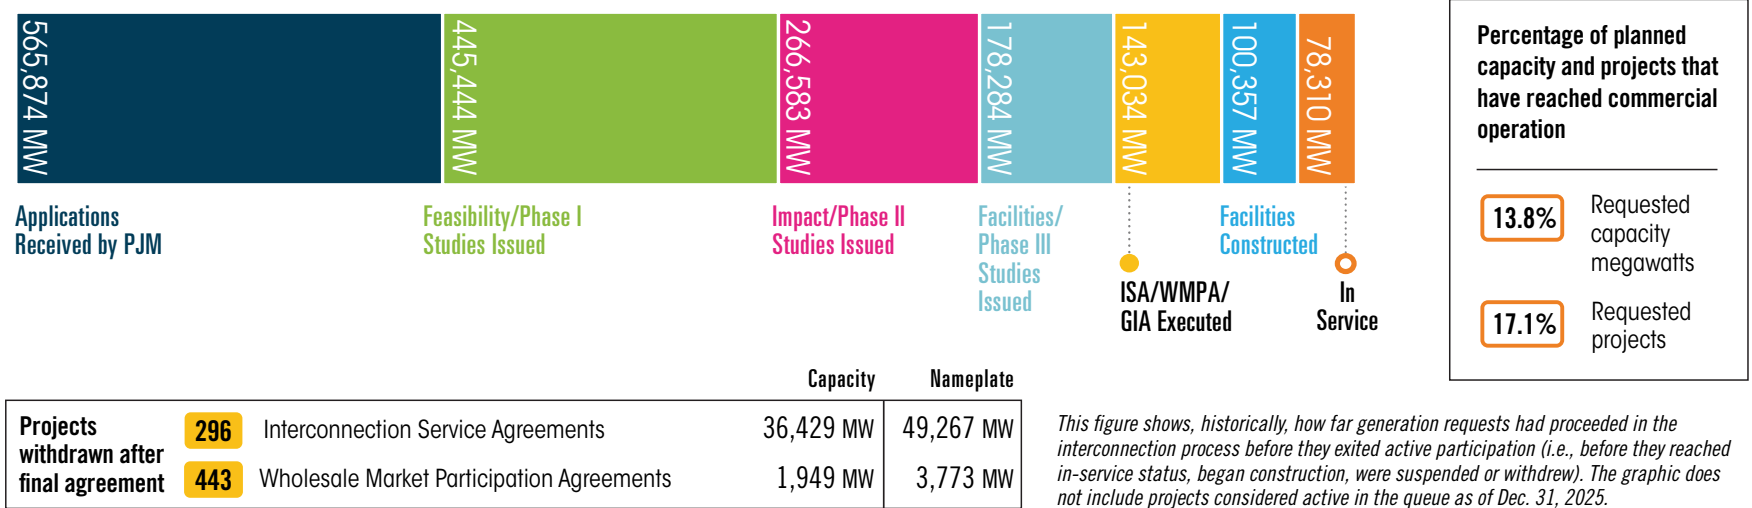 565,874 MW
445,444 MW
266,583 MW
178,284 MW
143,034 MW
100,357 MW
78,310 MW
Applications
Received by PJM
Feasibility/Phase I
Studies Issued
Impact/Phase II
Studies Issued
Facilities/
Phase III
Studies
Issued
ISA/WMPA/
GIA Executed
Facilities
Constructed
In
Service
Percentage of planned
capacity and projects that
have reached commercial
operation
13.8%
Requested
capacity
megawatts
17.1%
Requested
projects
Capacity Nameplate
Projects
withdrawn after
final agreement
296 Interconnection Service Agreements 36,429 MW 49,267 MW
443 Wholesale Market Participation Agreements 1,949 MW 3,773 MW
This figure shows, historically, how far generation requests had proceeded in the
interconnection process before they exited active participation (i.e., before they reached
in-service status, began construction, were suspended or withdrew). The graphic does
not include projects considered active in the queue as of Dec. 31, 2025.